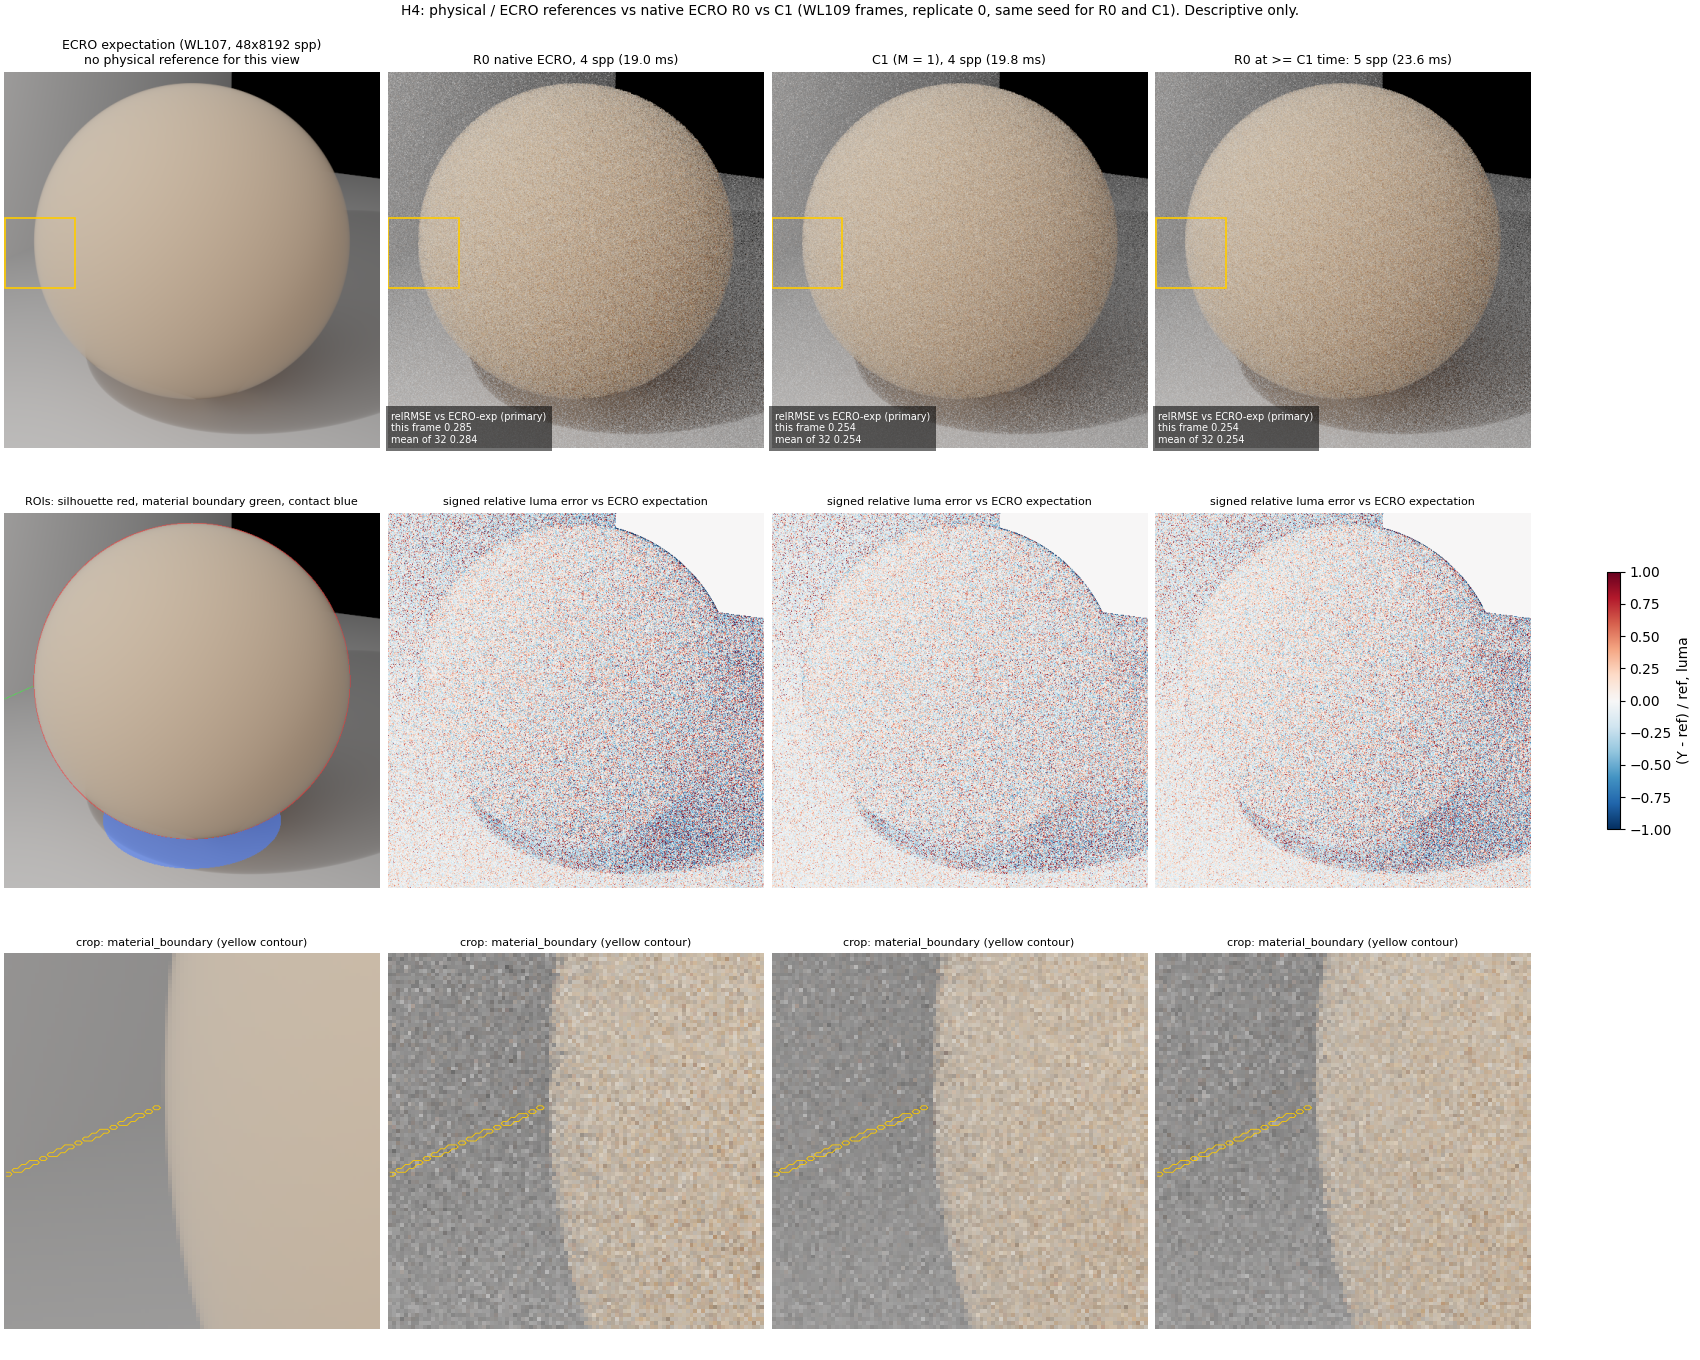 H4: physical / ECRO references vs native ECRO R0 vs C1 (WL109 frames, replicate 0, same seed for R0 and C1). Descriptive only.
ECRO expectation (WL107, 48x8192 spp)
no physical reference for this view
R0 native ECRO, 4 spp (19.0 ms)
C1 (M = 1), 4 spp (19.8 ms)
R0 at >= C1 time: 5 spp (23.6 ms)
relRMSE vs ECRO-exp (primary)
this frame 0.285
mean of 32 0.284
relRMSE vs ECRO-exp (primary)
this frame 0.254
mean of 32 0.254
relRMSE vs ECRO-exp (primary)
this frame 0.254
mean of 32 0.254
ROIs: silhouette red, material boundary green, contact blue
signed relative luma error vs ECRO expectation
signed relative luma error vs ECRO expectation
signed relative luma error vs ECRO expectation
1.00
0.75
0.50
0.25
0.00
−0.25
−0.50
−0.75
−1.00
(Y - ref) / ref, luma
crop: material_boundary (yellow contour)
crop: material_boundary (yellow contour)
crop: material_boundary (yellow contour)
crop: material_boundary (yellow contour)